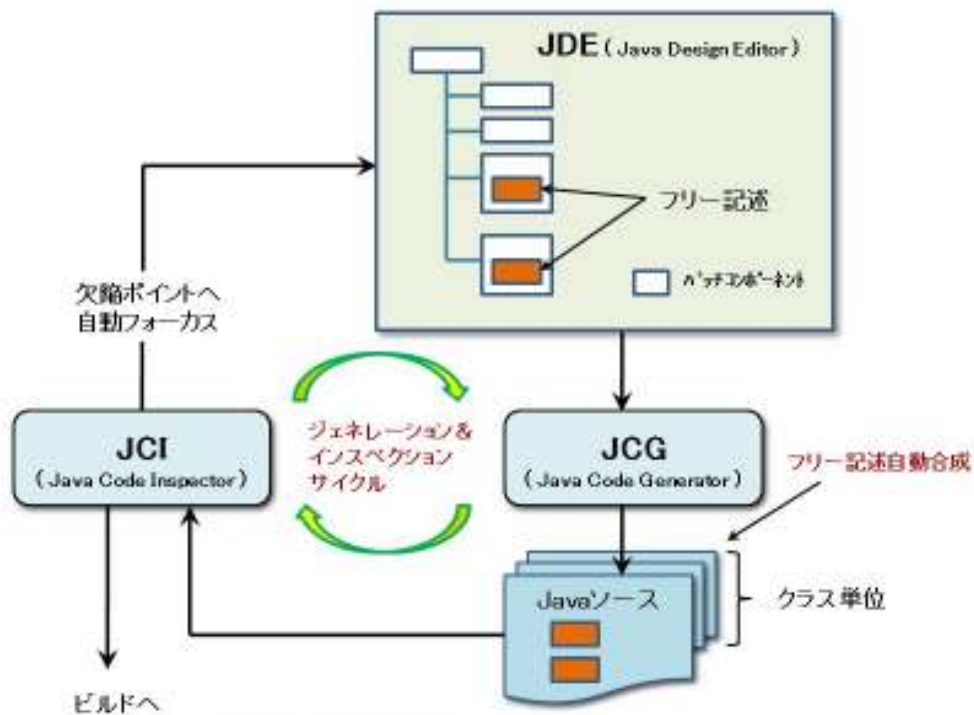 JDE ( Java Design Editor )
フリー記述
バッチコンポーネント
欠陥ポイントへ
自動フォーカス
JCI
( Java Code Inspector )
ジェネレーション&
インスペクション
サイクル
JCG
( Java Code Generator )
フリー記述自動合成
Javaソース
クラス単位
ビルドへ